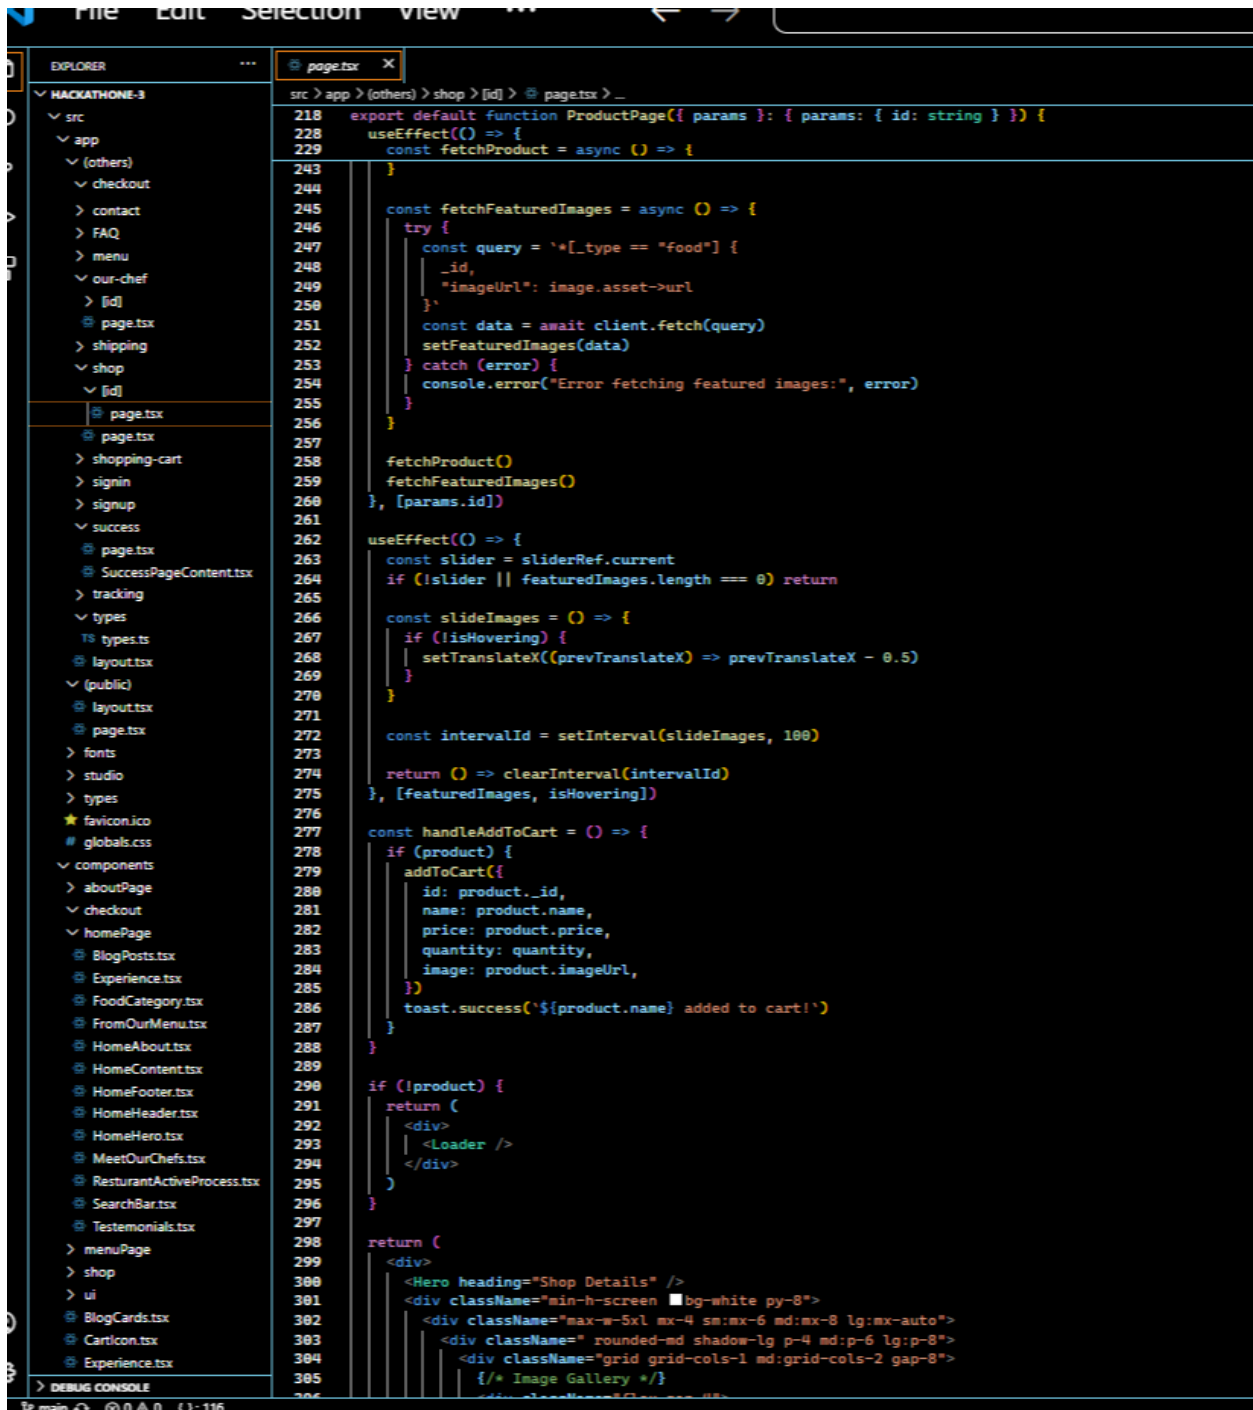 File Edit Selection View ...
EXPLORER ...
HACKATHONE-3
src
app
(others)
checkout
contact
FAQ
menu
our-chef
[id]
page.tsx
shipping
shop
[id]
page.tsx
page.tsx
shopping-cart
signin
signup
success
page.tsx
SuccessPageContent.tsx
tracking
types
TS types.ts
layout.tsx
(public)
layout.tsx
page.tsx
fonts
studio
types
favicon.ico
# globals.css
components
aboutPage
checkout
homePage
BlogPosts.tsx
Experience.tsx
FoodCategory.tsx
FromOurMenu.tsx
HomeAbout.tsx
HomeContent.tsx
HomeFooter.tsx
HomeHeader.tsx
HomeHero.tsx
MeetOurChefs.tsx
ResturantActiveProcess.tsx
SearchBar.tsx
Testemonials.tsx
menuPage
shop
ui
BlogCards.tsx
CartIcon.tsx
Experience.tsx
DEBUG CONSOLE
page.tsx
src > app > (others) > shop > [id] > page.tsx > ...
218 export default function ProductPage({ params }: { params: { id: string } }) {
228 useEffect(() => {
229 const fetchProduct = async () => {
243 }
244
245 const fetchFeaturedImages = async () => {
246 try {
247 const query = `*[_type == "food"] {
248 _id,
249 "imageUrl": image.asset->url
250 }`
251 const data = await client.fetch(query)
252 setFeaturedImages(data)
253 } catch (error) {
254 console.error("Error fetching featured images:", error)
255 }
256 }
257
258 fetchProduct()
259 fetchFeaturedImages()
260 }, [params.id])
261
262 useEffect(() => {
263 const slider = sliderRef.current
264 if (!slider || featuredImages.length === 0) return
265
266 const slideImages = () => {
267 if (!isHovering) {
268 setTranslateX((prevTranslateX) => prevTranslateX - 0.5)
269 }
270 }
271
272 const intervalId = setInterval(slideImages, 100)
273
274 return () => clearInterval(intervalId)
275 }, [featuredImages, isHovering])
276
277 const handleAddToCart = () => {
278 if (product) {
279 addToCart({
280 id: product._id,
281 name: product.name,
282 price: product.price,
283 quantity: quantity,
284 image: product.imageUrl,
285 })
286 toast.success(`${product.name} added to cart!`)
287 }
288 }
289
290 if (!product) {
291 return (
292 <div>
293 <Loader />
294 </div>
295 )
296 }
297
298 return (
299 <div>
300 <Hero heading="Shop Details" />
301 <div className="min-h-screen bg-white py-8">
302 <div className="max-w-5xl mx-4 sm:mx-6 md:mx-8 lg:mx-auto">
303 <div className=" rounded-md shadow-lg p-4 md:p-6 lg:p-8">
304 <div className="grid grid-cols-1 md:grid-cols-2 gap-8">
305 {/* Image Gallery */}
main 0 0 {}: 116